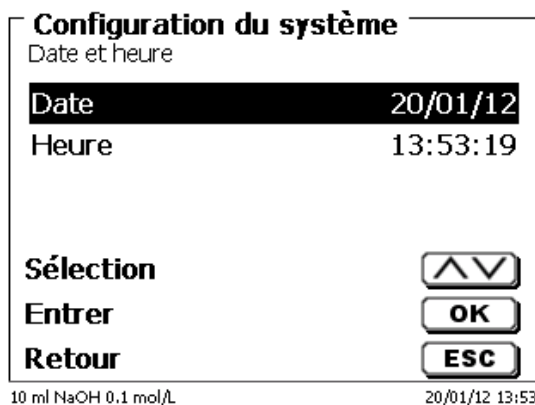 Configuration du système
Date et heure
Date 20/01/12
Heure 13:53:19
Sélection
Entrer OK
Retour ESC
10 ml NaOH 0.1 mol/L 20/01/12 13:53